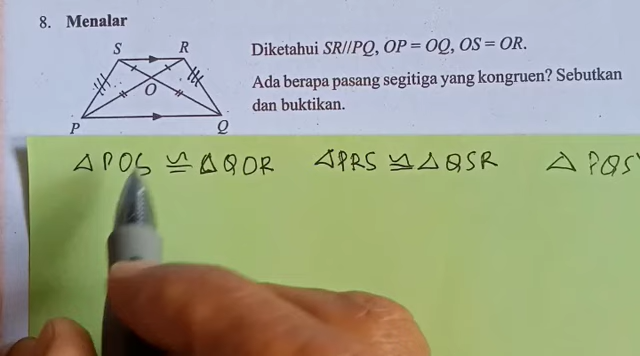 8. Menalar
S R
Diketahui SR//PQ, OP = OQ, OS = OR.
O
Ada berapa pasang segitiga yang kongruen? Sebutkan
dan buktikan.
P Q
△POS ≅ △QOR △PRS ≅ △QSR △PQS